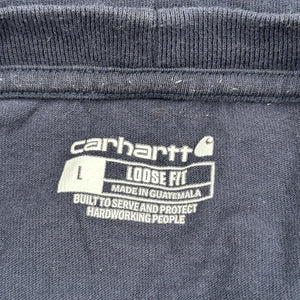 carhartt
L LOOSE FIT
MADE IN GUATEMALA
BUILT TO SERVE AND PROTECT
HARDWORKING PEOPLE